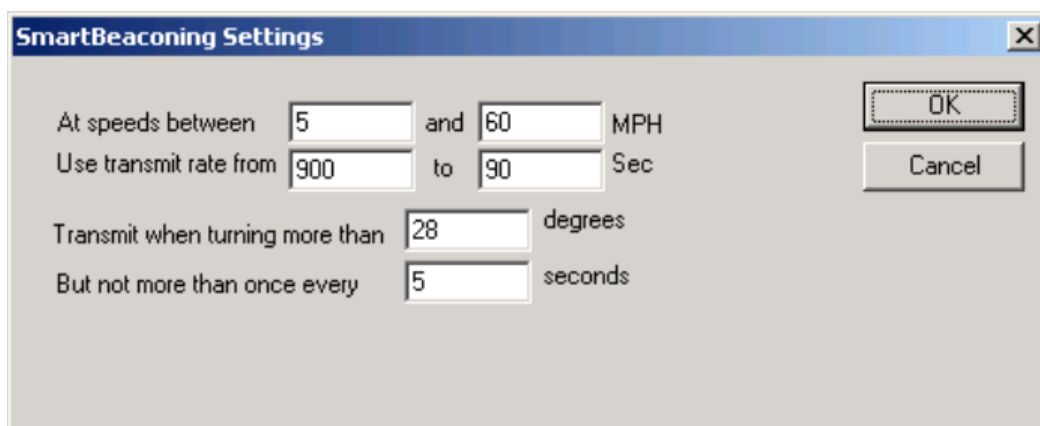 SmartBeaconing Settings
At speeds between 5 and 60 MPH
OK
Use transmit rate from 900 to 90 Sec
Cancel
Transmit when turning more than 28 degrees
But not more than once every 5 seconds